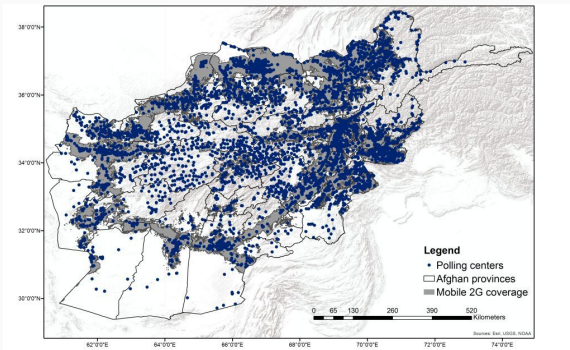 38°0'0"N
36°0'0"N
34°0'0"N
32°0'0"N
30°0'0"N
Legend
Polling centers
Afghan provinces
Mobile 2G coverage
0 65 130 260 390 520
Kilometers
Sources: Esri, USGS, NOAA
62°0'0"E 64°0'0"E 66°0'0"E 68°0'0"E 70°0'0"E 72°0'0"E 74°0'0"E